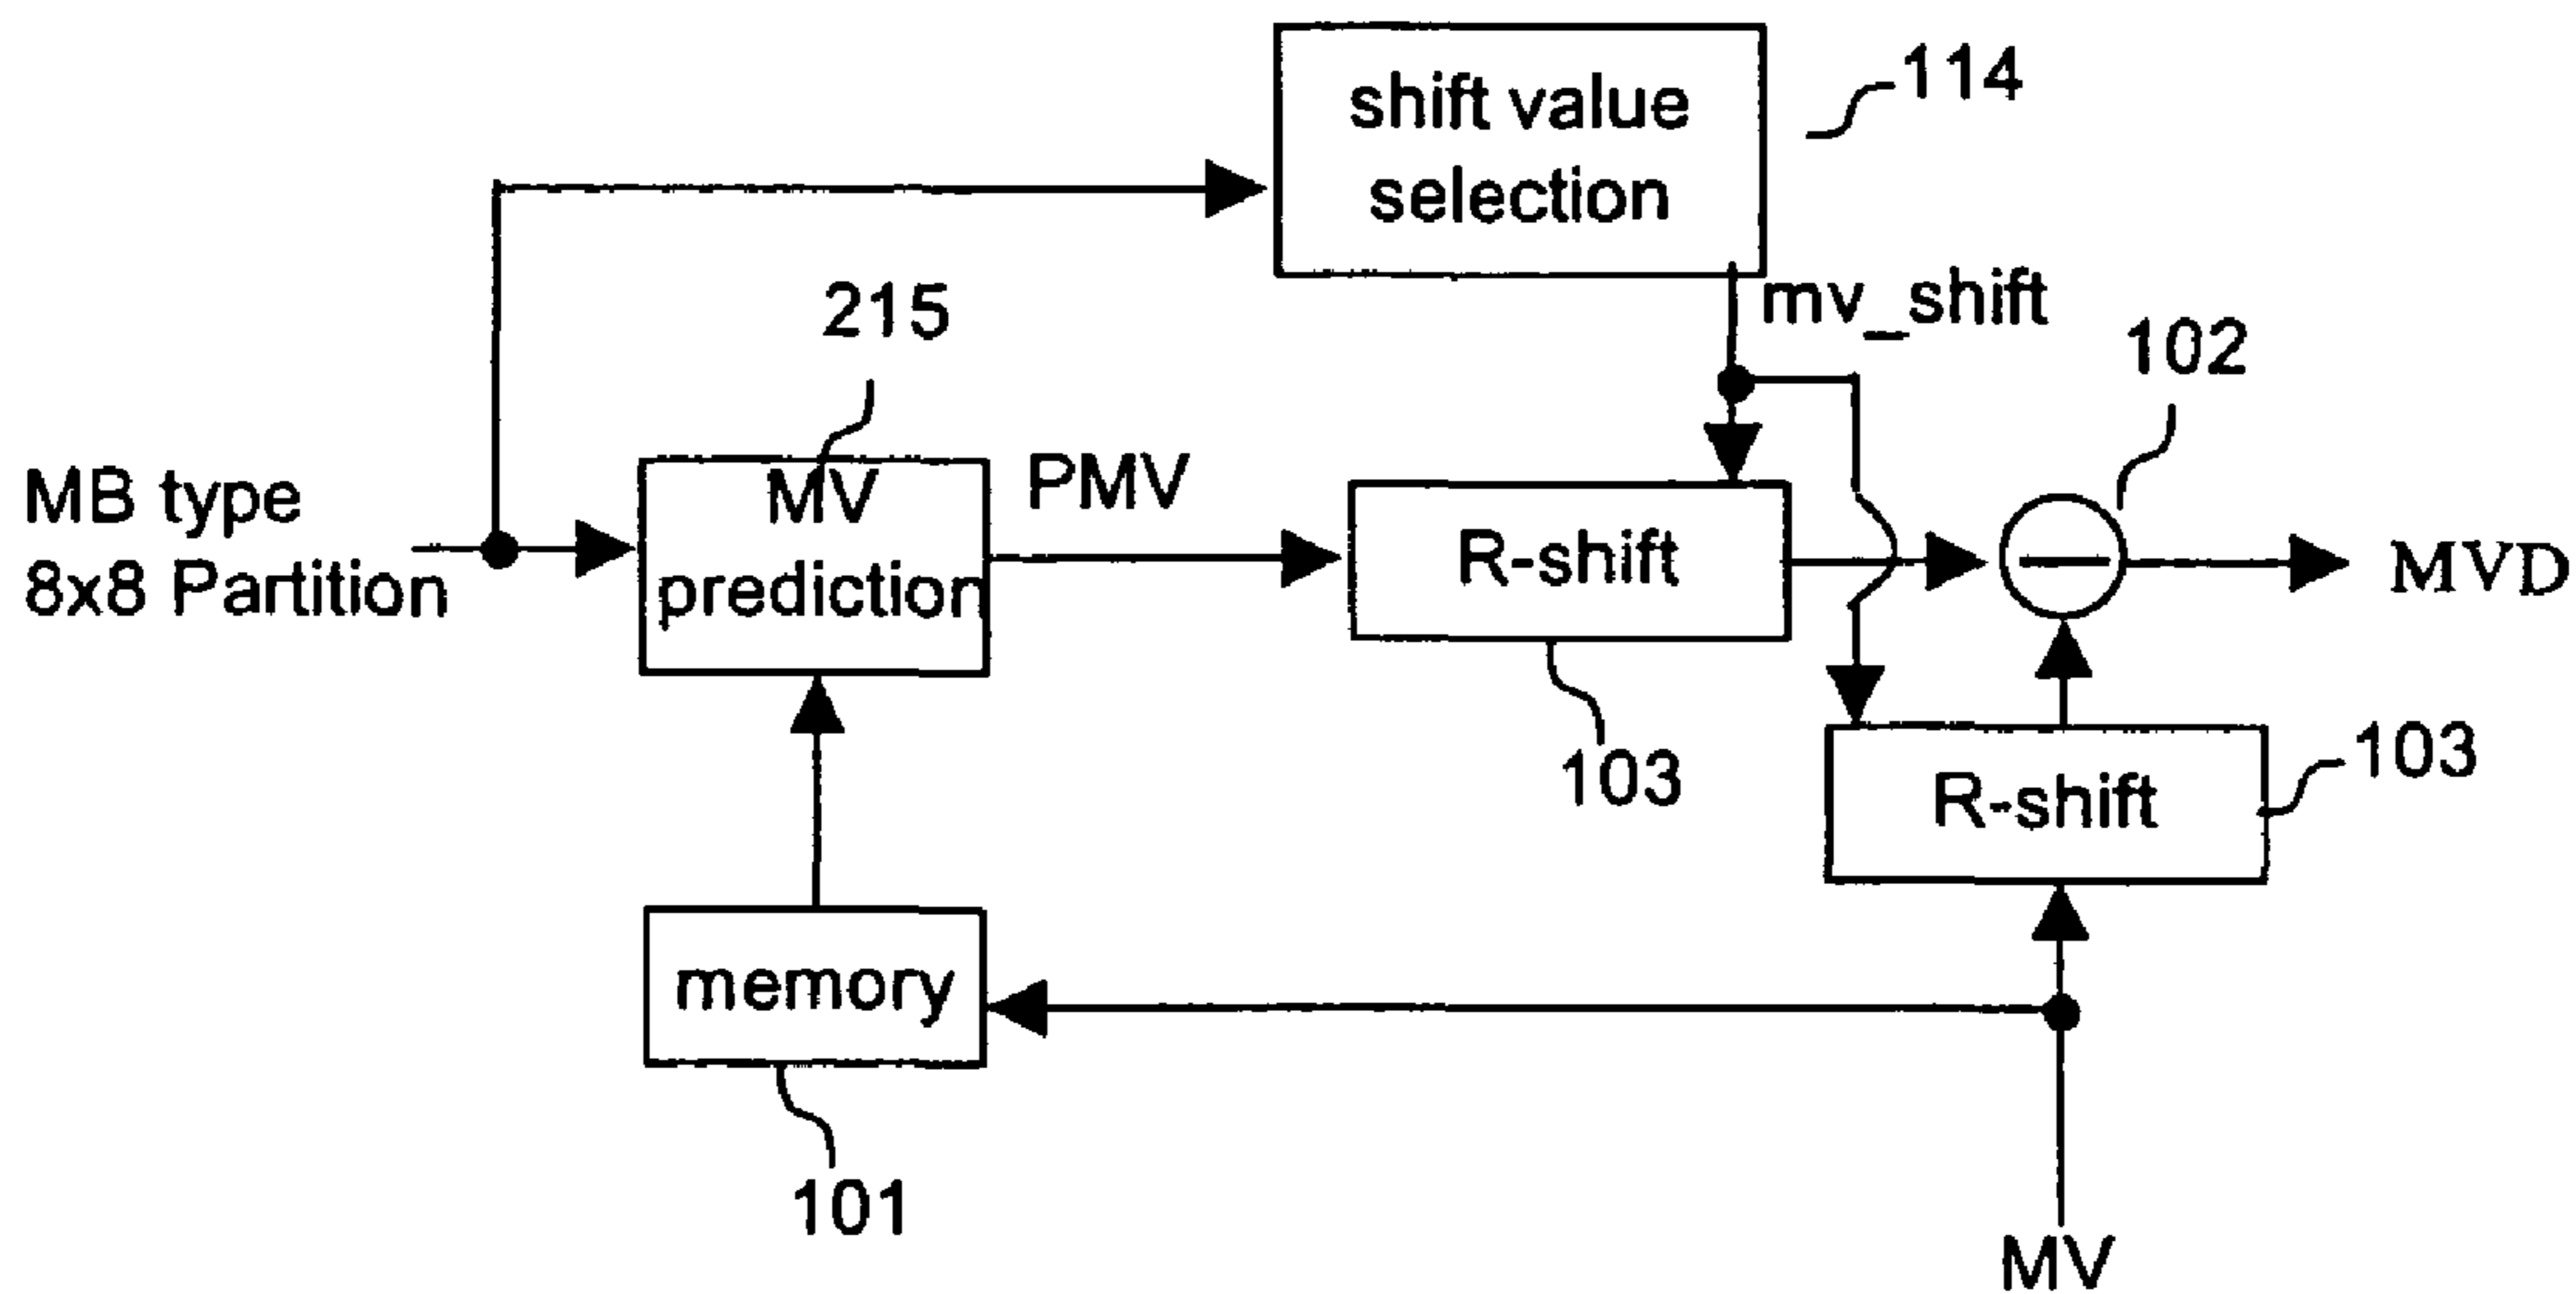 shift value
selection
114
mv_shift
215
102
MB type
8x8 Partition
MV
prediction
PMV
R-shift
MVD
103
R-shift
103
memory
101
MV